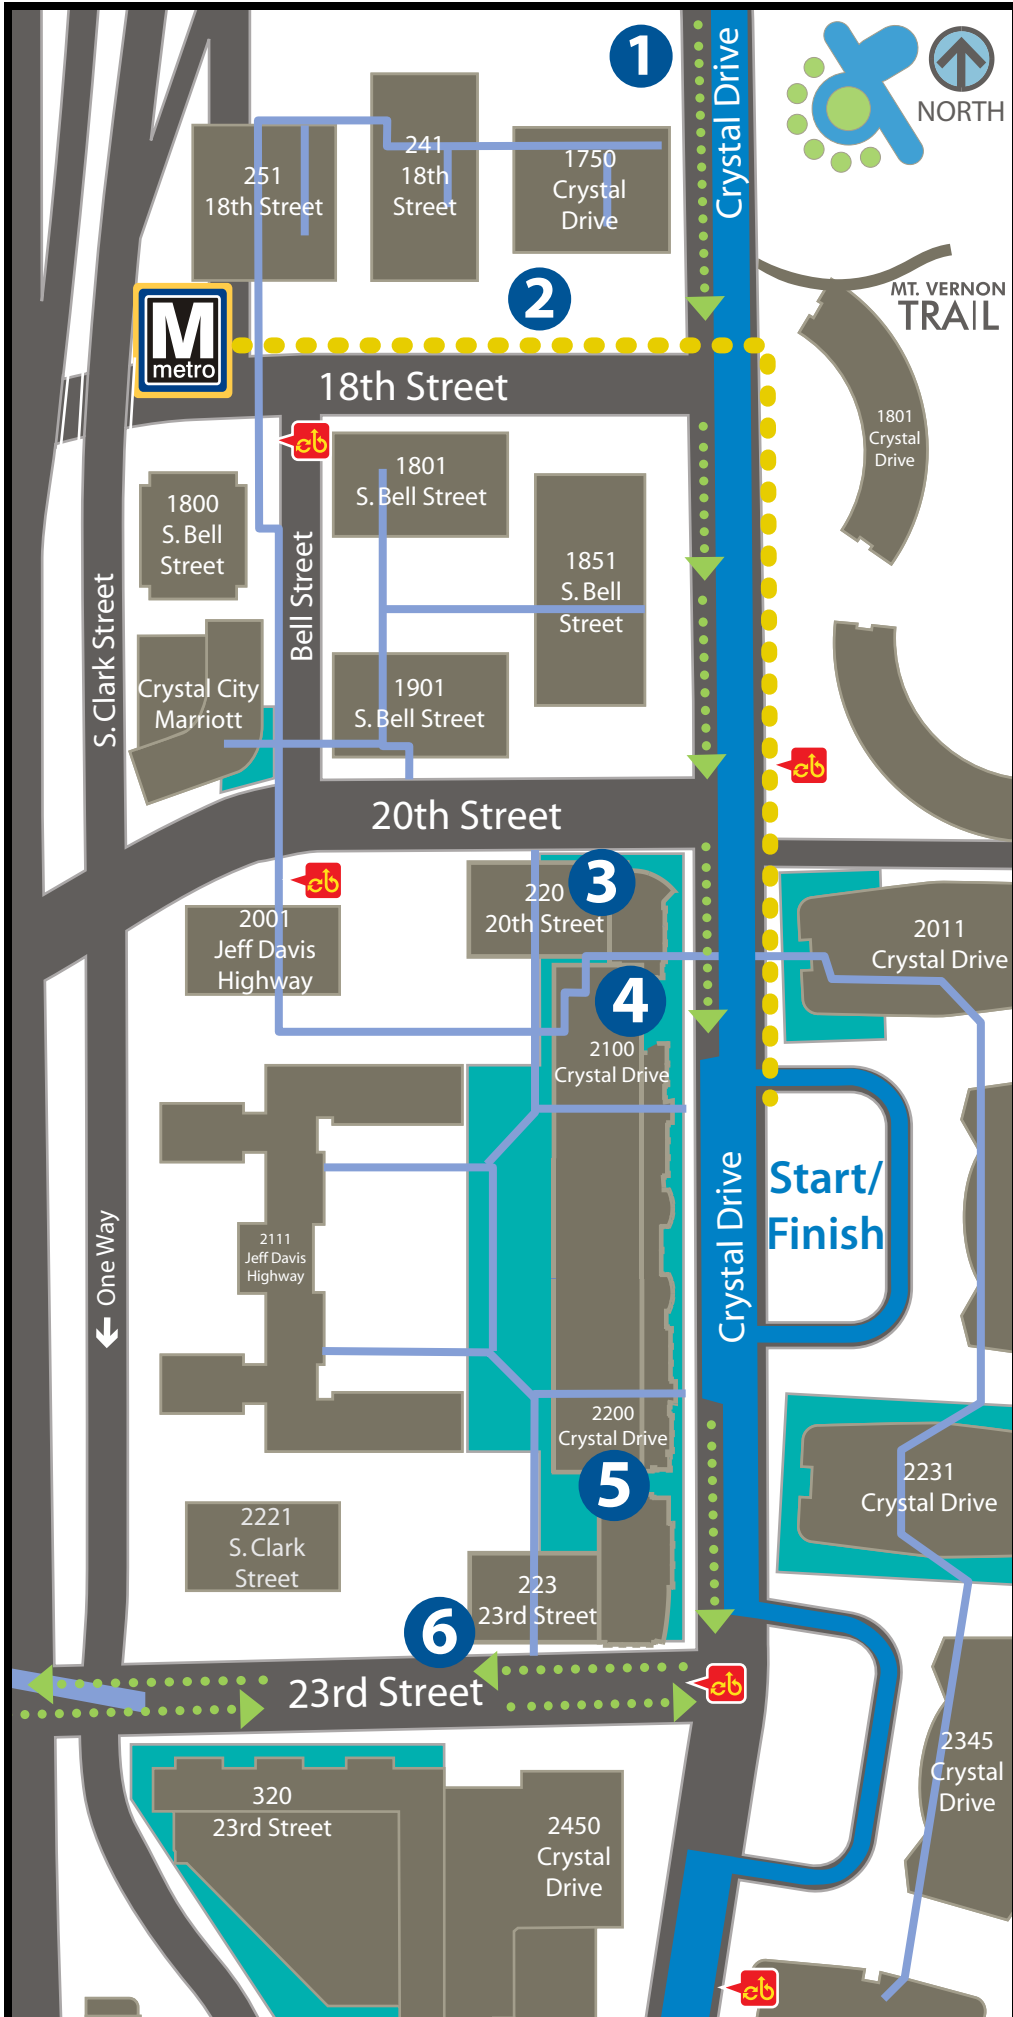 1
Crystal Drive
NORTH
251
18th Street
241
18th
Street
1750
Crystal
Drive
2
MT. VERNON
TRAIL
M
metro
18th Street
1801
Crystal
Drive
1801
S. Bell Street
1800
S. Bell
Street
1851
S. Bell
Street
Bell Street
S. Clark Street
Crystal City
Marriott
1901
S. Bell Street
20th Street
3
220
20th Street
2001
Jeff Davis
Highway
2011
Crystal Drive
4
2100
Crystal Drive
Start/
Finish
Crystal Drive
One Way
2111
Jeff Davis
Highway
2200
Crystal Drive
5
2231
Crystal Drive
2221
S. Clark
Street
223
23rd Street
6
23rd Street
2345
Crystal
Drive
320
23rd Street
2450
Crystal
Drive